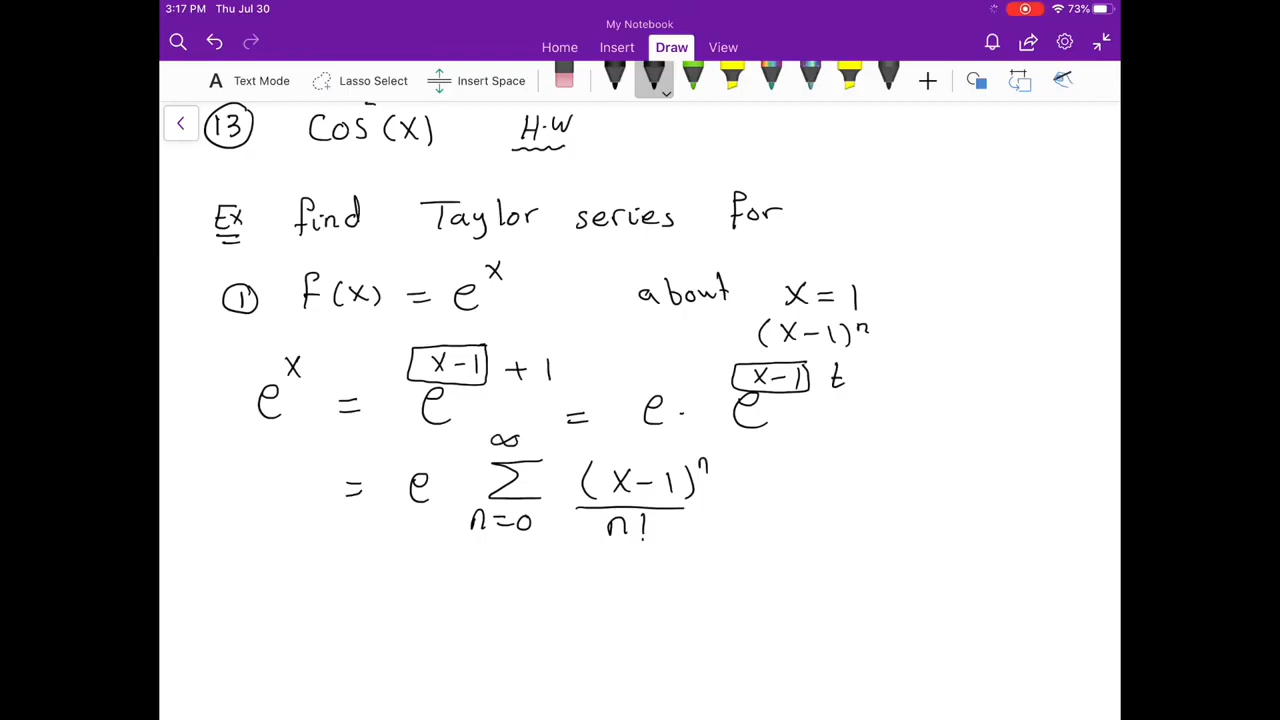 3:17 PM Thu Jul 30
73%
My Notebook
Home Insert Draw View
A Text Mode Lasso Select Insert Space
13 Cos⁻(x) H.W
Ex find Taylor series for
1 f(x) = e^x about x = 1
(x-1)^n
e^x = e^(x-1 + 1) = e · e^(x-1) t
= e ∑_{n=0}^{∞} (x-1)^n / n!